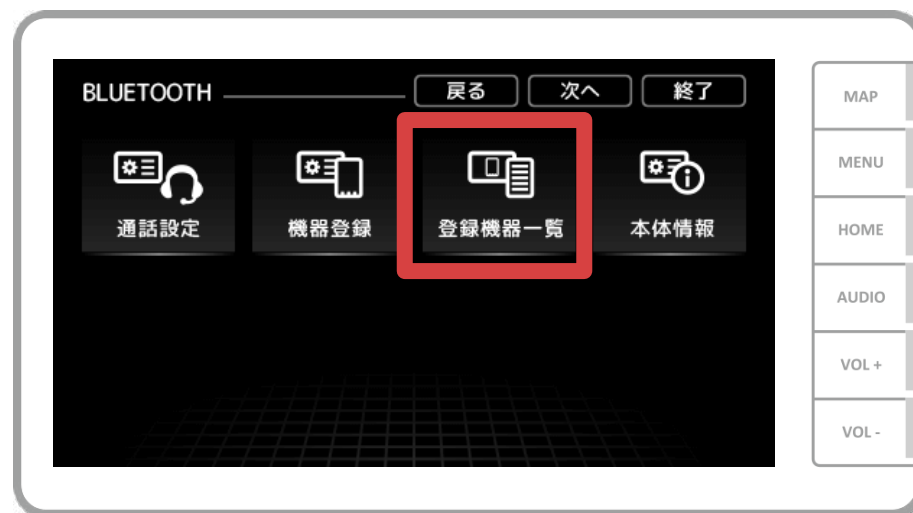 BLUETOOTH 戻る 次へ 終了
通話設定 機器登録 登録機器一覧 本体情報
MAP
MENU
HOME
AUDIO
VOL +
VOL -